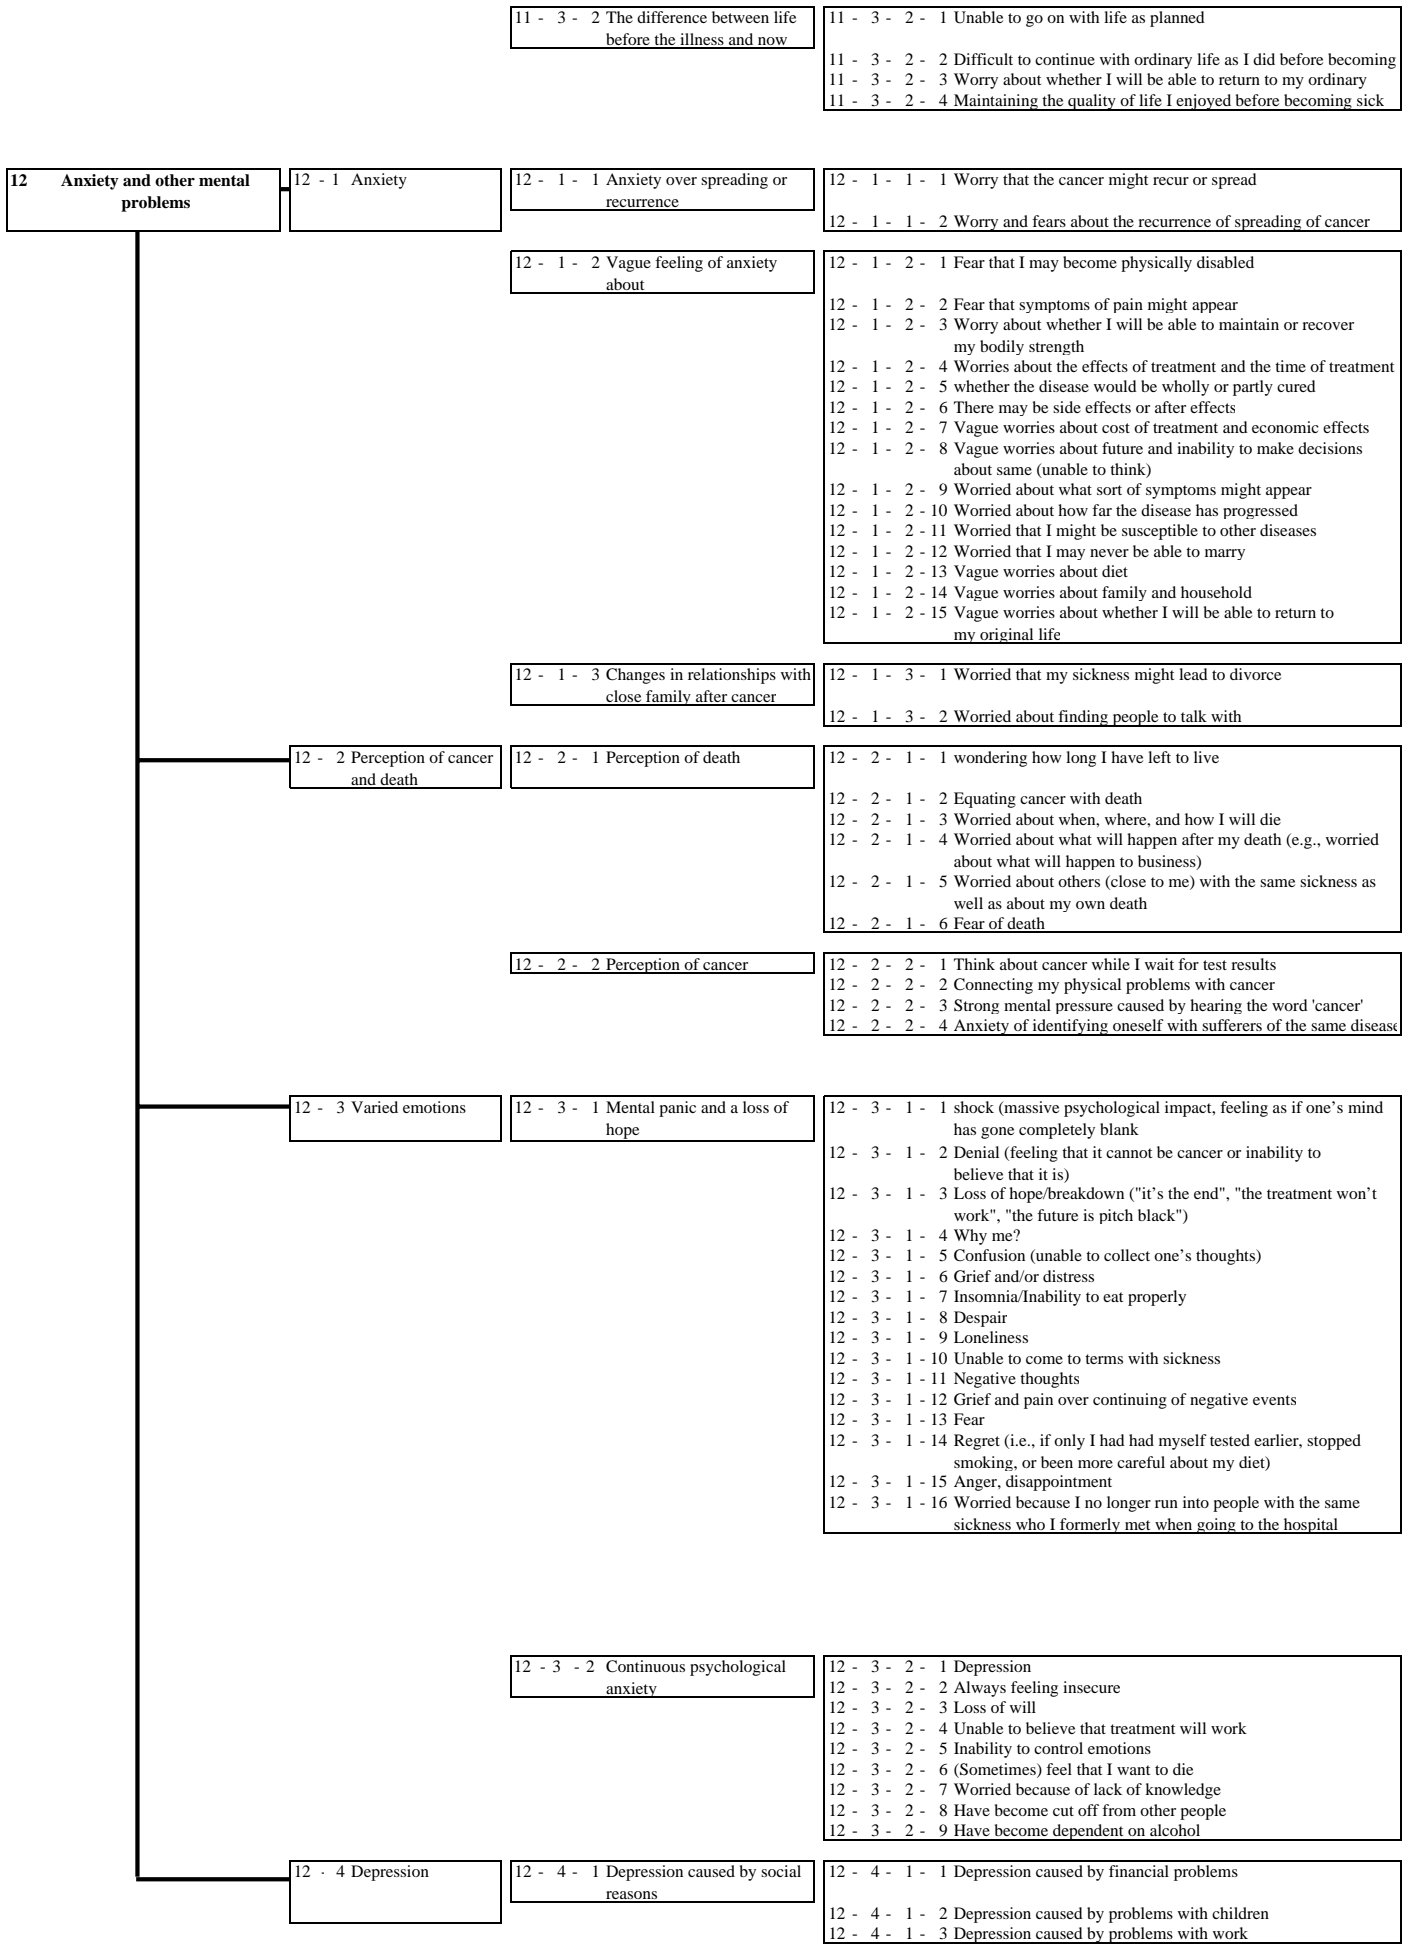 11 - 3 - 2 The difference between life
before the illness and now
11 - 3 - 2 - 1 Unable to go on with life as planned
11 - 3 - 2 - 2 Difficult to continue with ordinary life as I did before becoming
11 - 3 - 2 - 3 Worry about whether I will be able to return to my ordinary
11 - 3 - 2 - 4 Maintaining the quality of life I enjoyed before becoming sick
12 Anxiety and other mental
problems
12 - 1 Anxiety
12 - 1 - 1 Anxiety over spreading or
recurrence
12 - 1 - 1 - 1 Worry that the cancer might recur or spread
12 - 1 - 1 - 2 Worry and fears about the recurrence of spreading of cancer
12 - 1 - 2 Vague feeling of anxiety
about
12 - 1 - 2 - 1 Fear that I may become physically disabled
12 - 1 - 2 - 2 Fear that symptoms of pain might appear
12 - 1 - 2 - 3 Worry about whether I will be able to maintain or recover
my bodily strength
12 - 1 - 2 - 4 Worries about the effects of treatment and the time of treatment
12 - 1 - 2 - 5 whether the disease would be wholly or partly cured
12 - 1 - 2 - 6 There may be side effects or after effects
12 - 1 - 2 - 7 Vague worries about cost of treatment and economic effects
12 - 1 - 2 - 8 Vague worries about future and inability to make decisions
about same (unable to think)
12 - 1 - 2 - 9 Worried about what sort of symptoms might appear
12 - 1 - 2 - 10 Worried about how far the disease has progressed
12 - 1 - 2 - 11 Worried that I might be susceptible to other diseases
12 - 1 - 2 - 12 Worried that I may never be able to marry
12 - 1 - 2 - 13 Vague worries about diet
12 - 1 - 2 - 14 Vague worries about family and household
12 - 1 - 2 - 15 Vague worries about whether I will be able to return to
my original life
12 - 1 - 3 Changes in relationships with
close family after cancer
12 - 1 - 3 - 1 Worried that my sickness might lead to divorce
12 - 1 - 3 - 2 Worried about finding people to talk with
12 - 2 Perception of cancer
and death
12 - 2 - 1 Perception of death
12 - 2 - 1 - 1 wondering how long I have left to live
12 - 2 - 1 - 2 Equating cancer with death
12 - 2 - 1 - 3 Worried about when, where, and how I will die
12 - 2 - 1 - 4 Worried about what will happen after my death (e.g., worried
about what will happen to business)
12 - 2 - 1 - 5 Worried about others (close to me) with the same sickness as
well as about my own death
12 - 2 - 1 - 6 Fear of death
12 - 2 - 2 Perception of cancer
12 - 2 - 2 - 1 Think about cancer while I wait for test results
12 - 2 - 2 - 2 Connecting my physical problems with cancer
12 - 2 - 2 - 3 Strong mental pressure caused by hearing the word 'cancer'
12 - 2 - 2 - 4 Anxiety of identifying oneself with sufferers of the same disease
12 - 3 Varied emotions
12 - 3 - 1 Mental panic and a loss of
hope
12 - 3 - 1 - 1 shock (massive psychological impact, feeling as if one's mind
has gone completely blank
12 - 3 - 1 - 2 Denial (feeling that it cannot be cancer or inability to
believe that it is)
12 - 3 - 1 - 3 Loss of hope/breakdown ("it's the end", "the treatment won't
work", "the future is pitch black")
12 - 3 - 1 - 4 Why me?
12 - 3 - 1 - 5 Confusion (unable to collect one's thoughts)
12 - 3 - 1 - 6 Grief and/or distress
12 - 3 - 1 - 7 Insomnia/Inability to eat properly
12 - 3 - 1 - 8 Despair
12 - 3 - 1 - 9 Loneliness
12 - 3 - 1 - 10 Unable to come to terms with sickness
12 - 3 - 1 - 11 Negative thoughts
12 - 3 - 1 - 12 Grief and pain over continuing of negative events
12 - 3 - 1 - 13 Fear
12 - 3 - 1 - 14 Regret (i.e., if only I had had myself tested earlier, stopped
smoking, or been more careful about my diet)
12 - 3 - 1 - 15 Anger, disappointment
12 - 3 - 1 - 16 Worried because I no longer run into people with the same
sickness who I formerly met when going to the hospital
12 - 3 - 2 Continuous psychological
anxiety
12 - 3 - 2 - 1 Depression
12 - 3 - 2 - 2 Always feeling insecure
12 - 3 - 2 - 3 Loss of will
12 - 3 - 2 - 4 Unable to believe that treatment will work
12 - 3 - 2 - 5 Inability to control emotions
12 - 3 - 2 - 6 (Sometimes) feel that I want to die
12 - 3 - 2 - 7 Worried because of lack of knowledge
12 - 3 - 2 - 8 Have become cut off from other people
12 - 3 - 2 - 9 Have become dependent on alcohol
12 - 4 Depression
12 - 4 - 1 Depression caused by social
reasons
12 - 4 - 1 - 1 Depression caused by financial problems
12 - 4 - 1 - 2 Depression caused by problems with children
12 - 4 - 1 - 3 Depression caused by problems with work